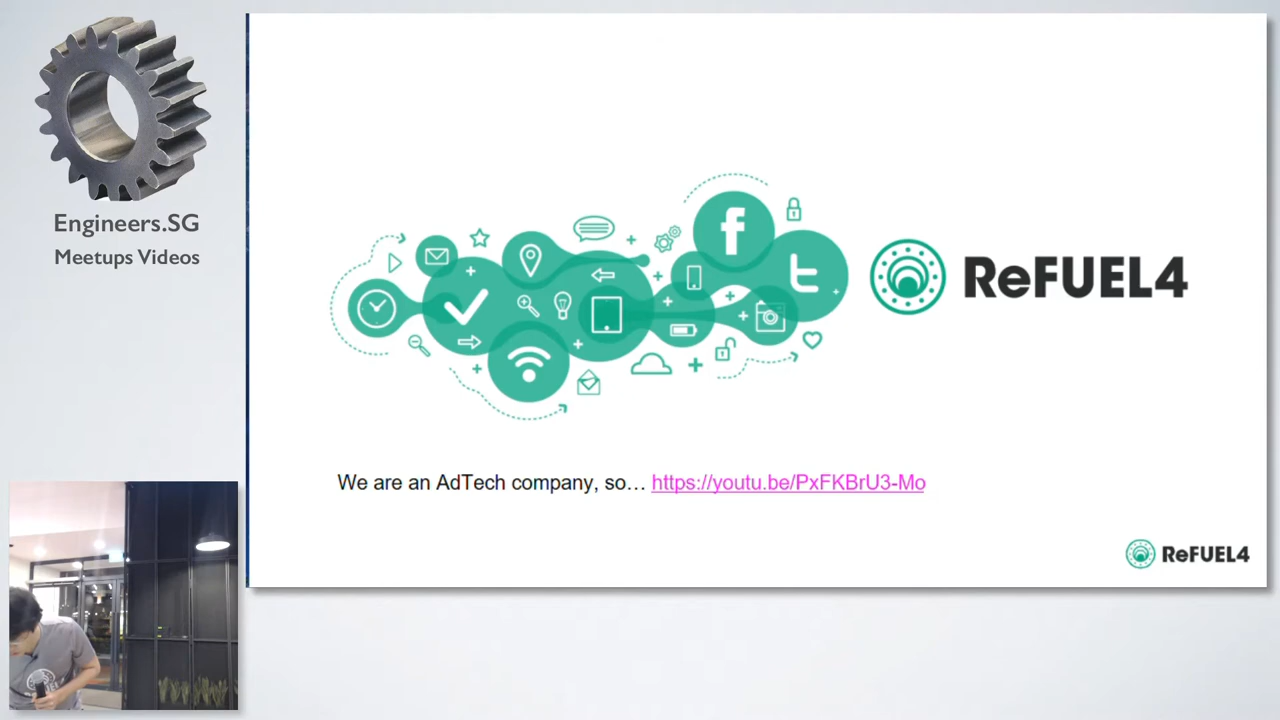 Engineers.SG
Meetups Videos
ReFUEL4
We are an AdTech company, so… https://youtu.be/PxFKBrU3-Mo
ReFUEL4